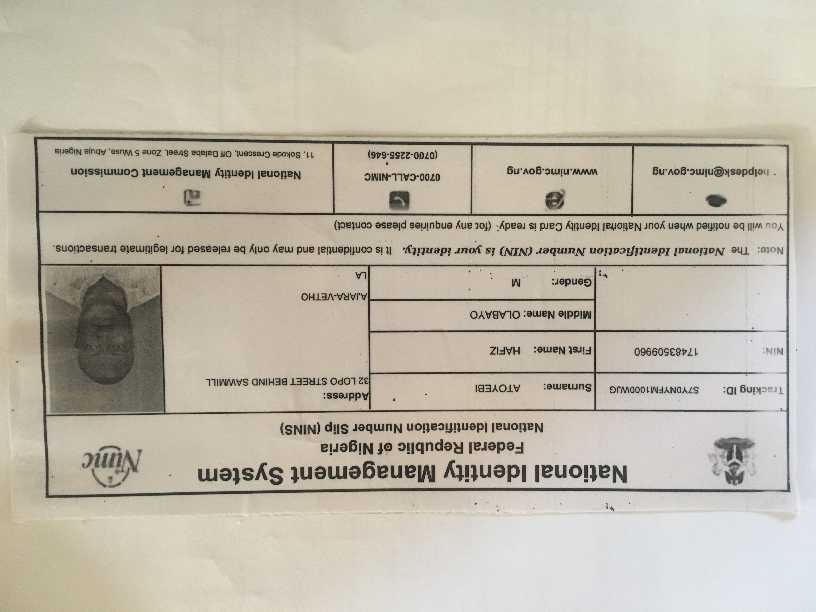 National Identity Management System
Federal Republic of Nigeria
National Identification Number Slip (NINS)
Nimc
Tracking ID: S7Y0NYFM1000WJG
Surname: ATOYEBI
Address:
32 LOPO STREET BEHIND SAWMILL
NIN: 17483509960
First Name: HAFIZ
Middle Name: OLABAYO
AJARA-VETHO
Gender: M
LA
Note: The National Identification Number (NIN) is your identity. It is confidential and may only be released for legitimate transactions.
You will be notified when your National Identity Card is ready (for any enquiries please contact)
helpdesk@nimc.gov.ng
www.nimc.gov.ng
0700-CALL-NIMC
(0700-2255-646)
National Identity Management Commission
11, Sokode Crescent, Off Dalaba Street, Zone 5 Wuse, Abuja Nigeria